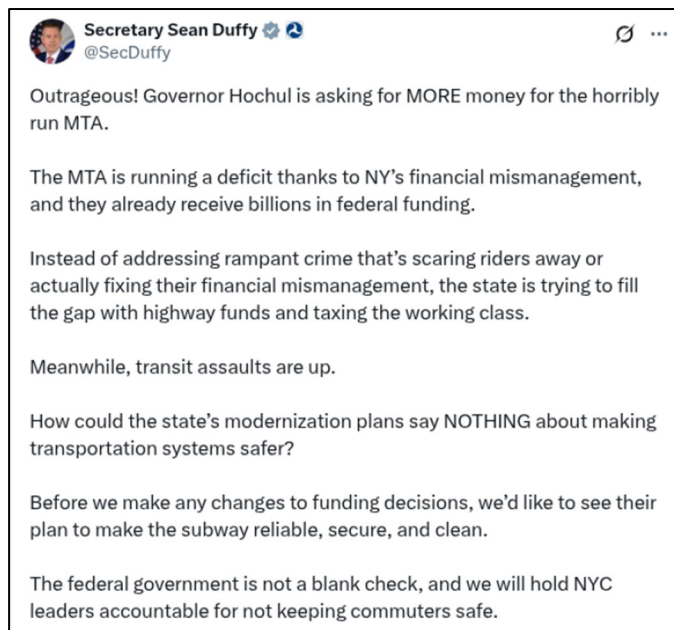 Secretary Sean Duffy
@SecDuffy
Outrageous! Governor Hochul is asking for MORE money for the horribly
run MTA.
The MTA is running a deficit thanks to NY’s financial mismanagement,
and they already receive billions in federal funding.
Instead of addressing rampant crime that’s scaring riders away or
actually fixing their financial mismanagement, the state is trying to fill
the gap with highway funds and taxing the working class.
Meanwhile, transit assaults are up.
How could the state’s modernization plans say NOTHING about making
transportation systems safer?
Before we make any changes to funding decisions, we’d like to see their
plan to make the subway reliable, secure, and clean.
The federal government is not a blank check, and we will hold NYC
leaders accountable for not keeping commuters safe.